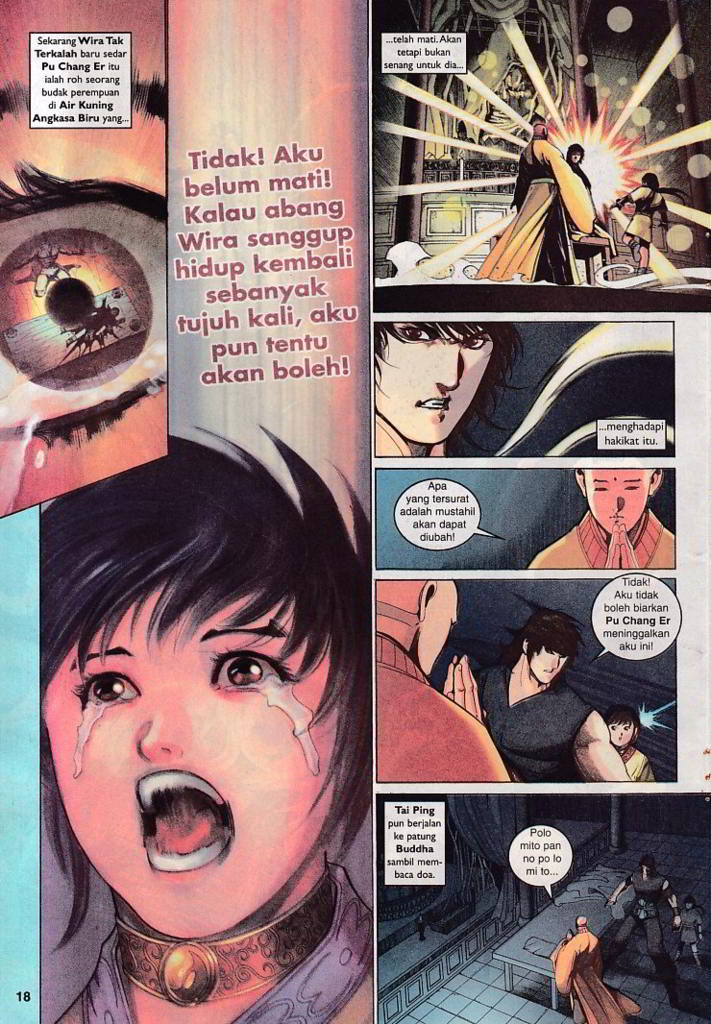 Sekarang Wira Tak
Terkalah baru sedar
Pu Chang Er itu
ialah roh seorang
budak perempuan
di Air Kuning
Angkasa Biru yang...
Tidak! Aku
belum mati!
Kalau abang
Wira sanggup
hidup kembali
sebanyak
tujuh kali, aku
pun tentu
akan boleh!
...telah mati. Akan
tetapi bukan
senang untuk dia...
...menghadapi
hakikat itu.
Apa
yang tersurat
adalah mustahil
akan dapat
diubah!
Tidak!
Aku tidak
boleh biarkan
Pu Chang Er
meninggalkan
aku ini!
Tai Ping
pun berjalan
ke patung
Buddha
sambil mem-
baca doa.
Polo
mito pan
no po lo
mi to...
18